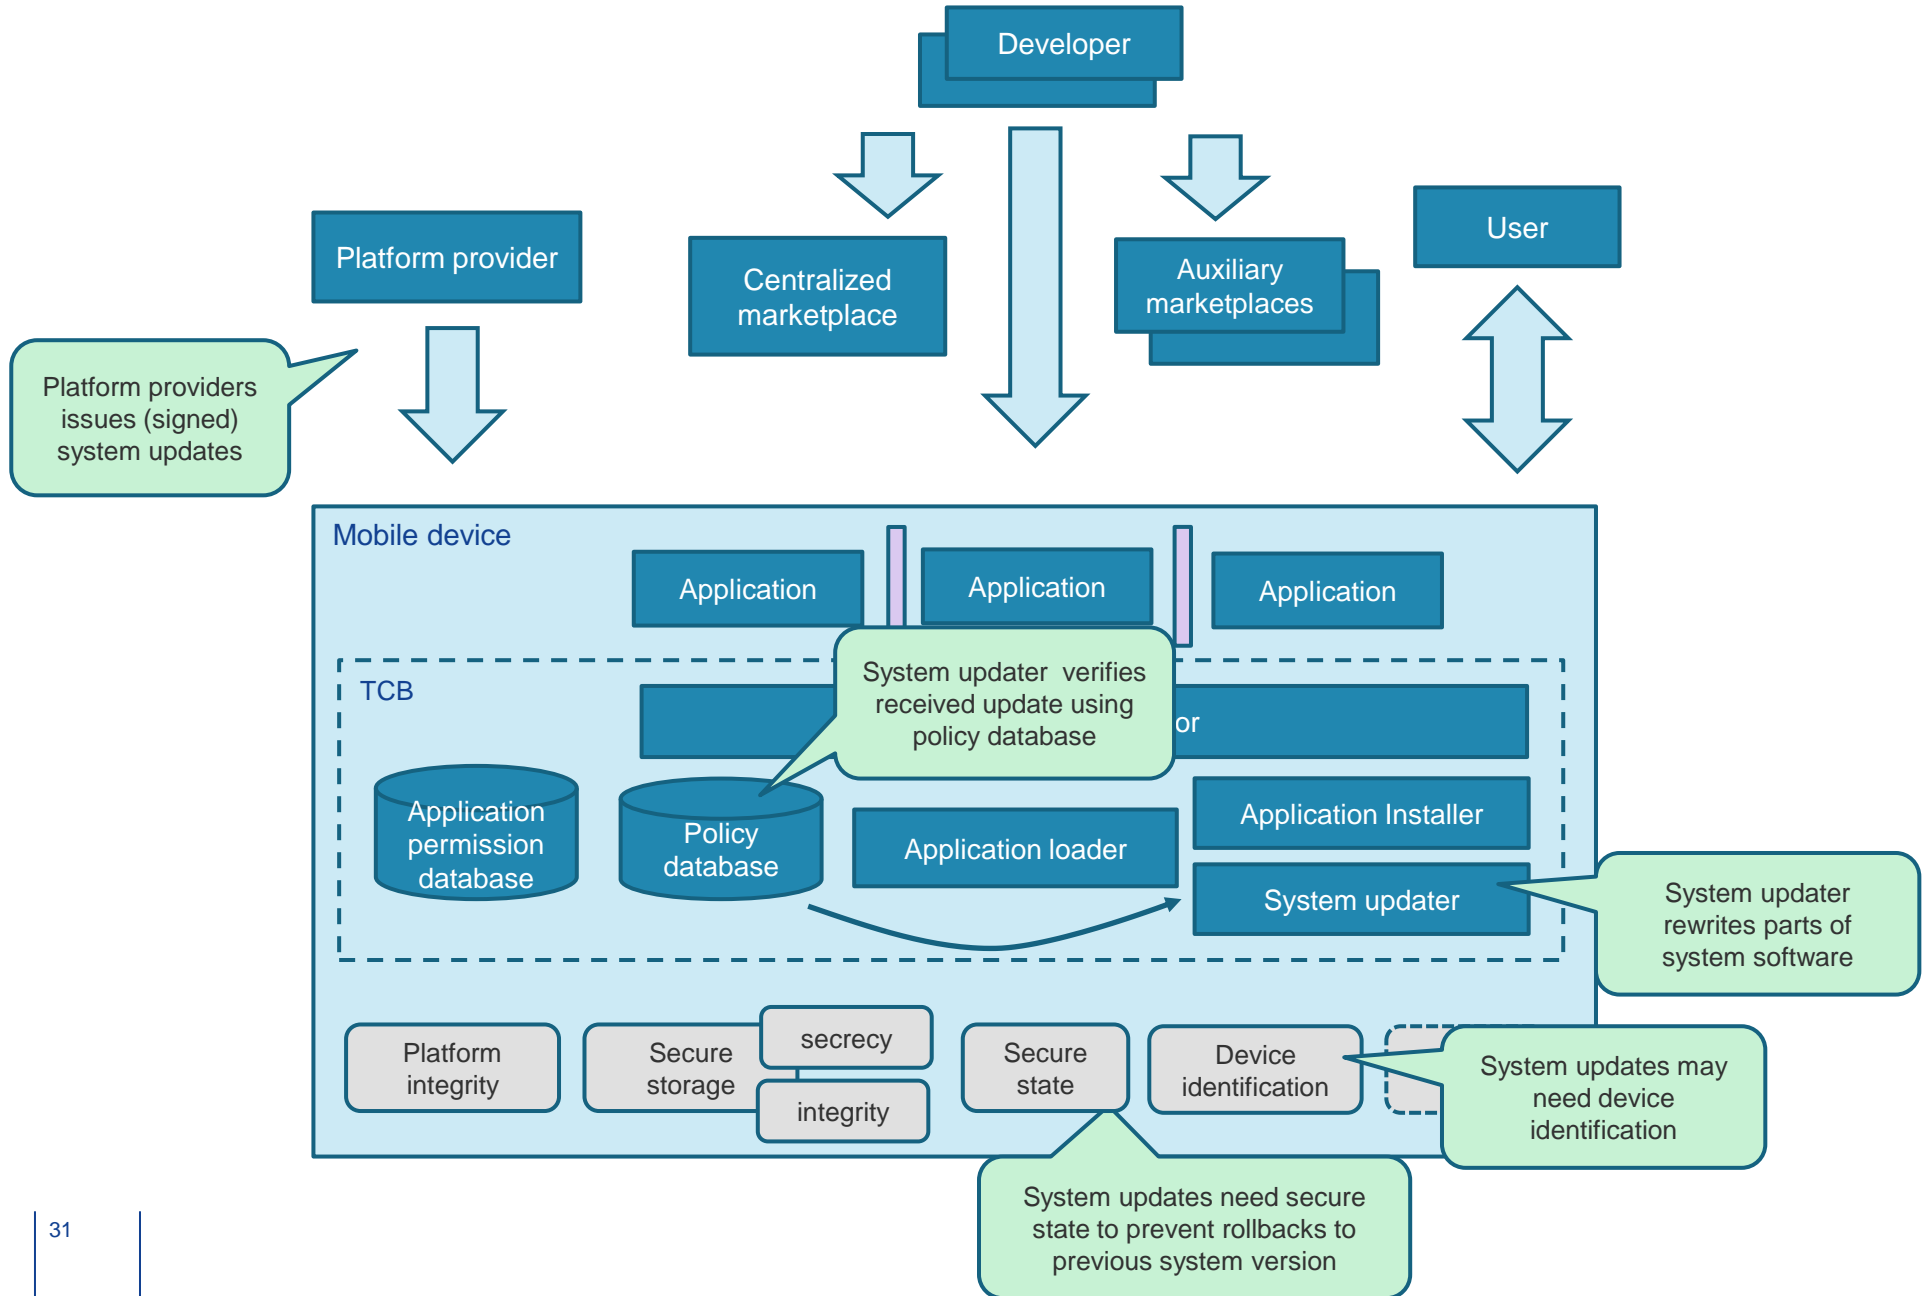 Developer
Platform provider
Centralized
marketplace
Auxiliary
marketplaces
User
Platform providers
issues (signed)
system updates
Mobile device
Application
Application
Application
TCB
System updater verifies
received update using
policy database
or
Application
permission
database
Policy
database
Application loader
Application Installer
System updater
System updater
rewrites parts of
system software
Platform
integrity
Secure
storage
secrecy
integrity
Secure
state
Device
identification
System updates may
need device
identification
System updates need secure
state to prevent rollbacks to
previous system version
31